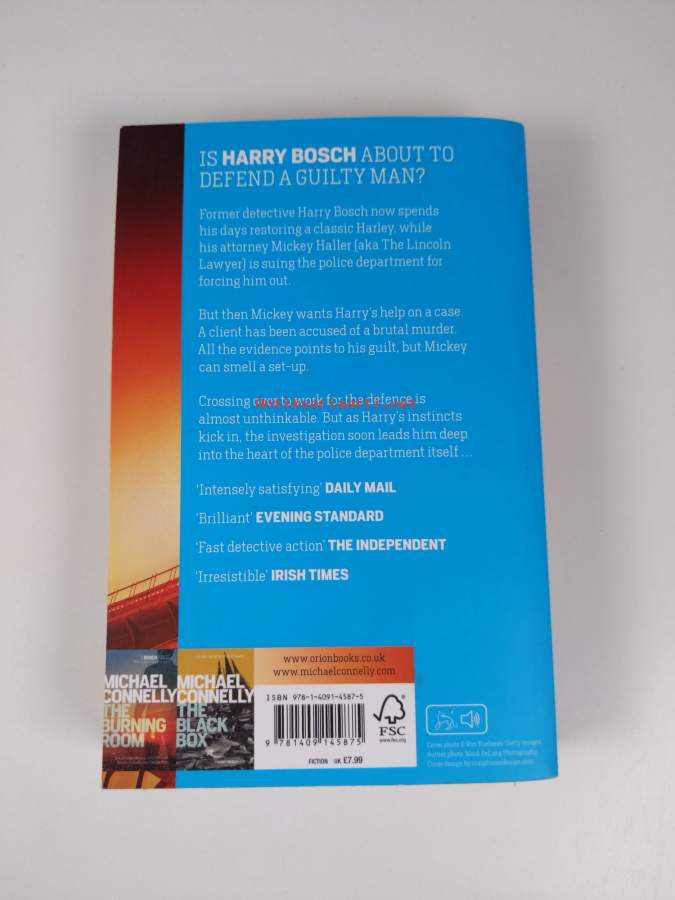 IS HARRY BOSCH ABOUT TO
DEFEND A GUILTY MAN?
Former detective Harry Bosch now spends
his days restoring a classic Harley, while
his attorney Mickey Haller (aka The Lincoln
Lawyer) is suing the police department for
forcing him out.
But then Mickey wants Harry's help on a case.
A client has been accused of a brutal murder.
All the evidence points to his guilt, but Mickey
can smell a set-up.
Crossing over to work for the defence is
almost unthinkable. But as Harry's instincts
kick in, the investigation soon leads him deep
into the heart of the police department itself...
'Intensely satisfying' DAILY MAIL
'Brilliant' EVENING STANDARD
'Fast detective action' THE INDEPENDENT
'Irresistible' IRISH TIMES
MICHAEL
CONNELLY
THE
BURNING
ROOM
MICHAEL
CONNELLY
THE
BLACK
BOX
www.orionbooks.co.uk
www.michaelconnelly.com
ISBN 978-1-4091-4587-5
9 781409 145875
FICTION UK £7.99
FSC
www.fsc.org